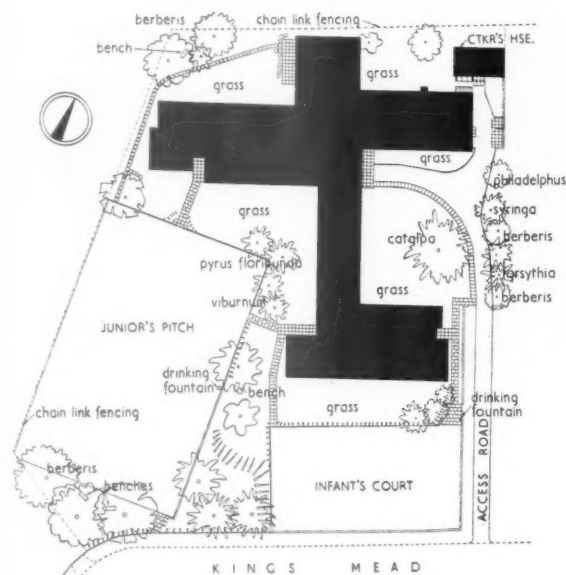 berberis
chain link fencing
CTKR'S HSE.
bench
grass
grass
grass
philadelphus
syringa
berberis
forsythia
berberis
grass
catalpa
pyrus floribunda
grass
viburnum
JUNIOR'S PITCH
drinking
fountain
bench
chain link fencing
grass
drinking
fountain
berberis
benches
INFANT'S COURT
ACCESS ROAD
KINGS MEAD